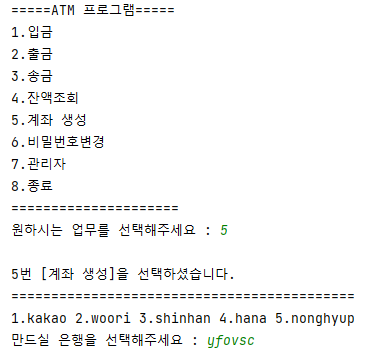 =====ATM 프로그램=====
1.입금
2.출금
3.송금
4.잔액조회
5.계좌 생성
6.비밀번호변경
7.관리자
8.종료
=====================
원하시는 업무를 선택해주세요 : 5
5번 [계좌 생성]을 선택하셨습니다.
===========================================
1.kakao 2.woori 3.shinhan 4.hana 5.nonghyup
만드실 은행을 선택해주세요 : yfovsc